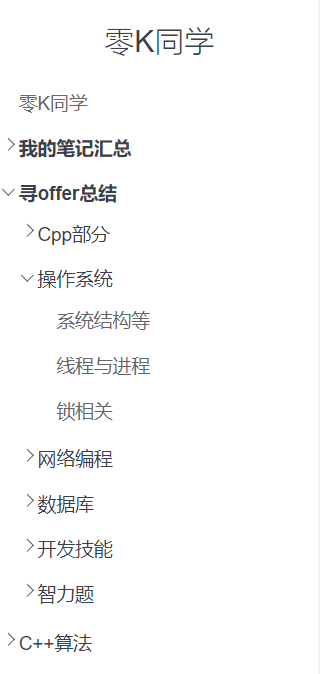 零K同学
零K同学
我的笔记汇总
寻offer总结
Cpp部分
操作系统
系统结构等
线程与进程
锁相关
网络编程
数据库
开发技能
智力题
C++算法